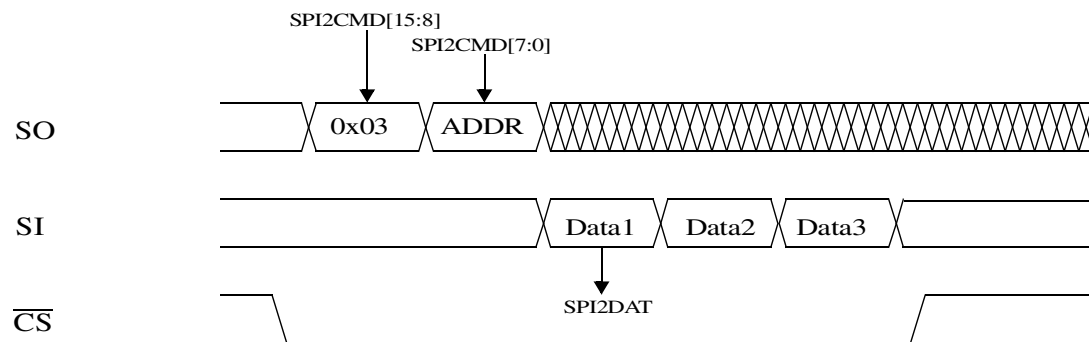 SPI2CMD[15:8]
SPI2CMD[7:0]
SO 0x03 ADDR
SI Data1 Data2 Data3
SPI2DAT
CS